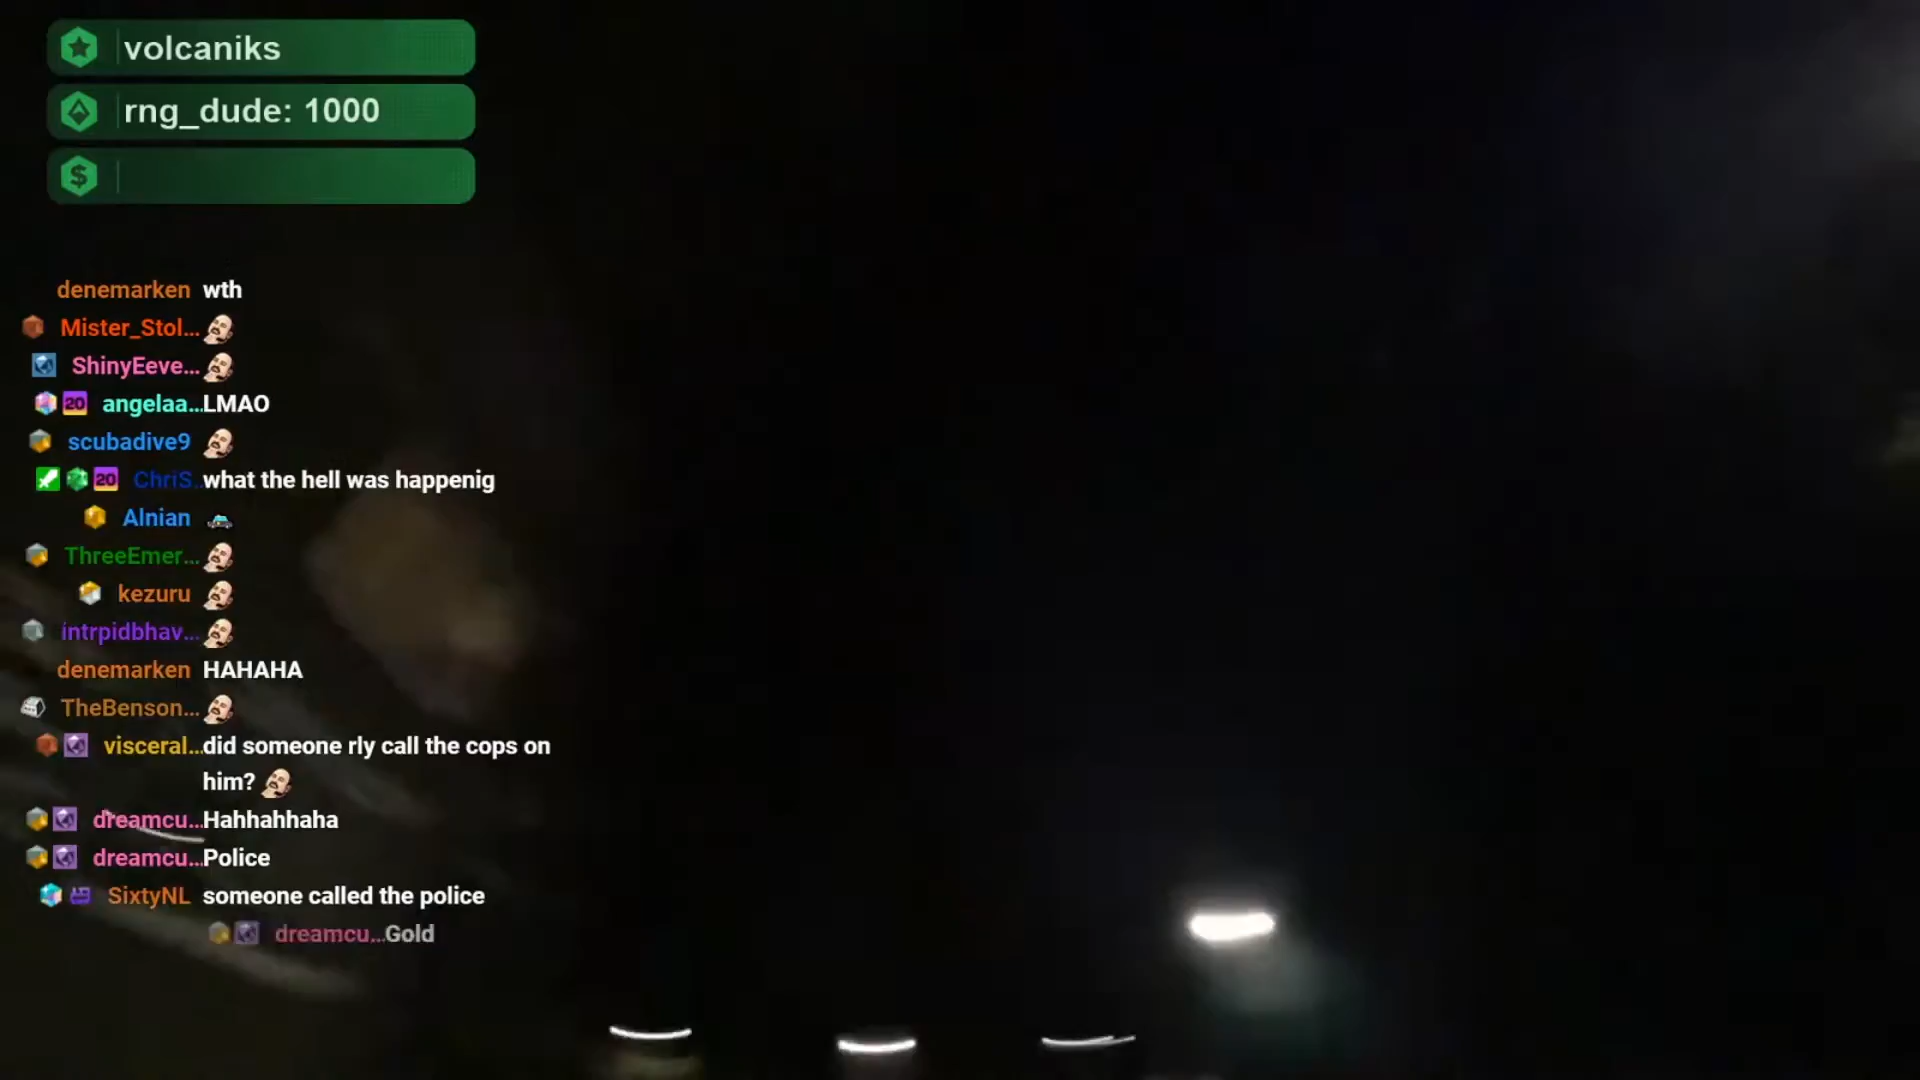 volcaniks
rng_dude: 1000
denemarken wth
Mister_Stol...
ShinyEeve...
20 angelaa...LMAO
scubadive9
20 ChriS..what the hell was happenig
Alnian
ThreeEmer...
kezuru
intrpidbhav...
denemarken HAHAHA
TheBenson...
visceral...did someone rly call the cops on
him?
dreamcu...Hahhahhaha
dreamcu...Police
SixtyNL someone called the police
dreamcu...Gold